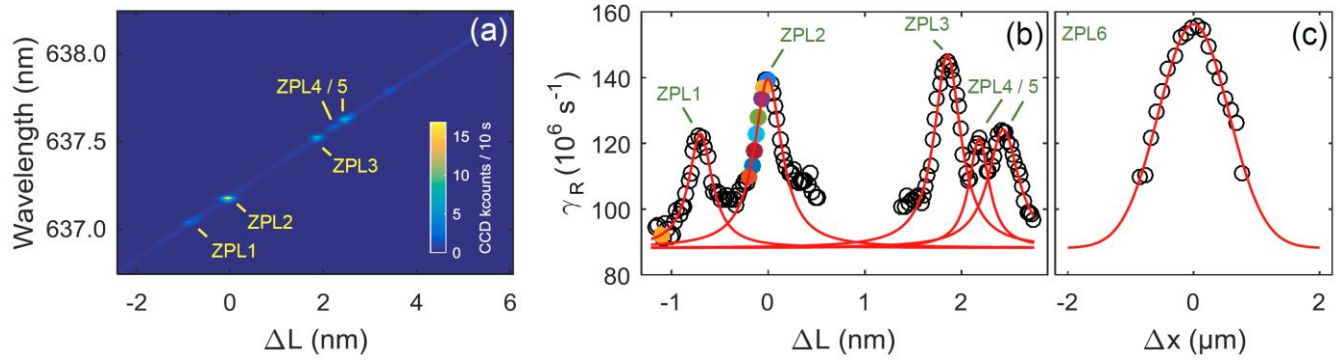 (a)
Wavelength (nm)
638.0
637.5
637.0
ZPL4 / 5
ZPL3
ZPL2
ZPL1
15
10
5
0
CCD kcounts / 10 s
-2
0
2
4
6
ΔL (nm)
(b)
γR (10⁶ s⁻¹)
160
140
120
100
80
ZPL1
ZPL2
ZPL3
ZPL4 / 5
-1
0
1
2
ΔL (nm)
(c)
ZPL6
-2
0
2
Δx (μm)